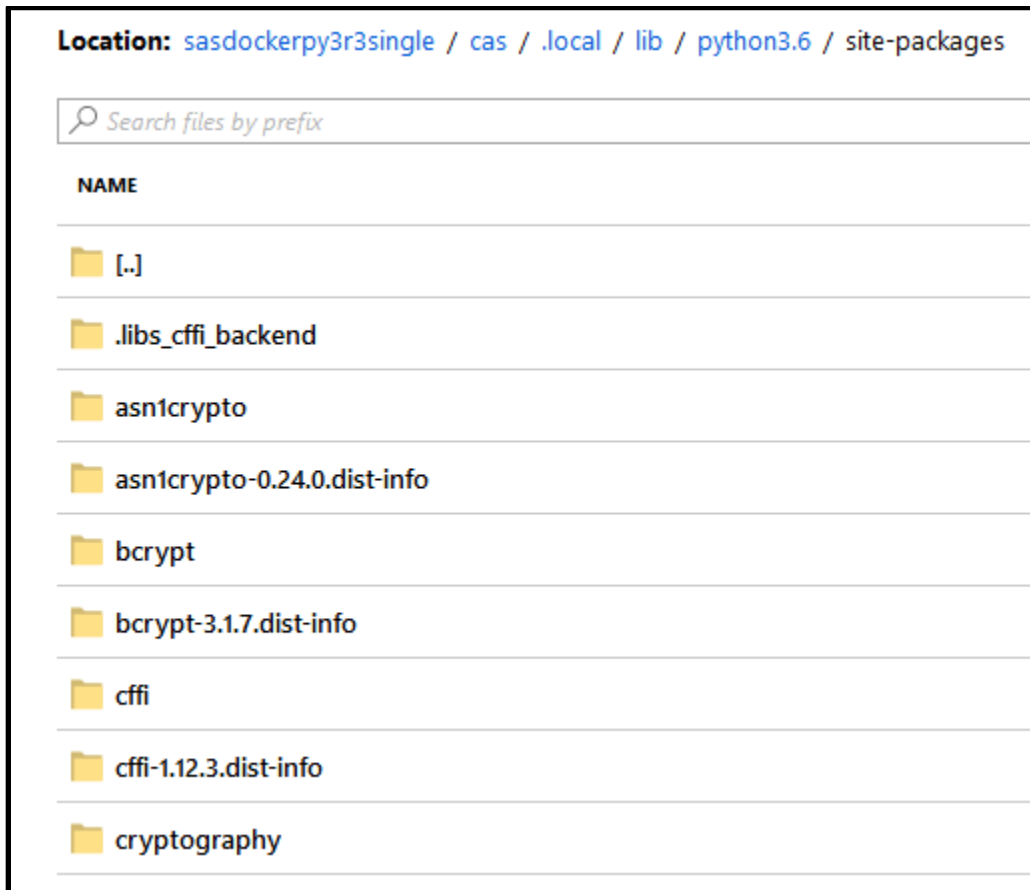 Location: sasdockerpy3r3single / cas / .local / lib / python3.6 / site-packages
Search files by prefix
NAME
[..]
.libs_cffi_backend
asn1crypto
asn1crypto-0.24.0.dist-info
bcrypt
bcrypt-3.1.7.dist-info
cffi
cffi-1.12.3.dist-info
cryptography